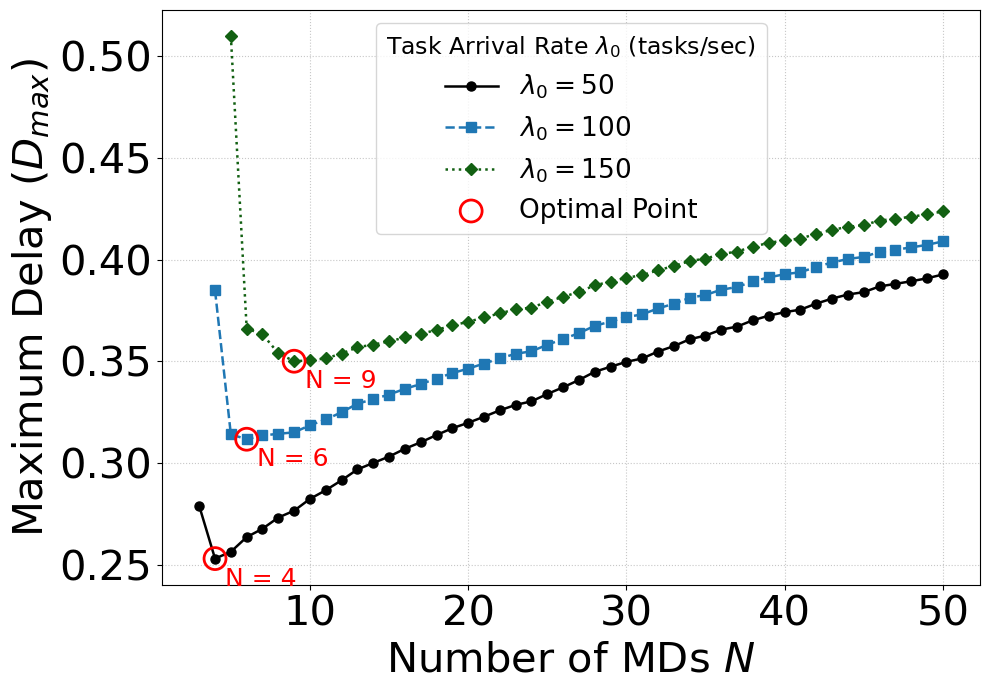 Maximum Delay (D_max)
0.50
0.45
0.40
0.35
0.30
0.25
Task Arrival Rate λ₀ (tasks/sec)
λ₀ = 50
λ₀ = 100
λ₀ = 150
Optimal Point
N = 9
N = 6
N = 4
10 20 30 40 50
Number of MDs N